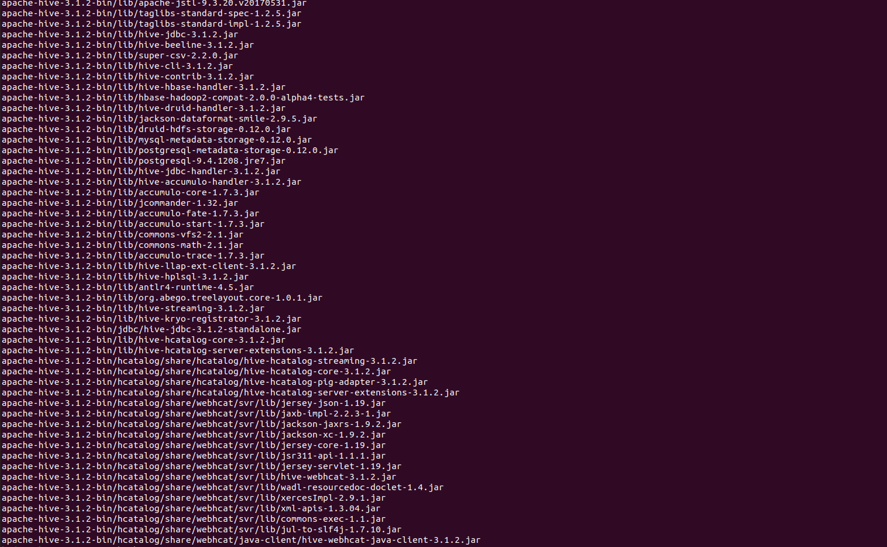 apache-hive-3.1.2-bin/lib/apache-jstl-9.3.20.v20170531.jar
apache-hive-3.1.2-bin/lib/taglibs-standard-spec-1.2.5.jar
apache-hive-3.1.2-bin/lib/taglibs-standard-impl-1.2.5.jar
apache-hive-3.1.2-bin/lib/hive-jdbc-3.1.2.jar
apache-hive-3.1.2-bin/lib/hive-beeline-3.1.2.jar
apache-hive-3.1.2-bin/lib/super-csv-2.2.0.jar
apache-hive-3.1.2-bin/lib/hive-cli-3.1.2.jar
apache-hive-3.1.2-bin/lib/hive-contrib-3.1.2.jar
apache-hive-3.1.2-bin/lib/hive-hbase-handler-3.1.2.jar
apache-hive-3.1.2-bin/lib/hbase-hadoop2-compat-2.0.0-alpha4-tests.jar
apache-hive-3.1.2-bin/lib/hive-druid-handler-3.1.2.jar
apache-hive-3.1.2-bin/lib/jackson-dataformat-smile-2.9.5.jar
apache-hive-3.1.2-bin/lib/druid-hdfs-storage-0.12.0.jar
apache-hive-3.1.2-bin/lib/mysql-metadata-storage-0.12.0.jar
apache-hive-3.1.2-bin/lib/postgresql-metadata-storage-0.12.0.jar
apache-hive-3.1.2-bin/lib/postgresql-9.4.1208.jre7.jar
apache-hive-3.1.2-bin/lib/hive-jdbc-handler-3.1.2.jar
apache-hive-3.1.2-bin/lib/hive-accumulo-handler-3.1.2.jar
apache-hive-3.1.2-bin/lib/accumulo-core-1.7.3.jar
apache-hive-3.1.2-bin/lib/jcommander-1.32.jar
apache-hive-3.1.2-bin/lib/accumulo-fate-1.7.3.jar
apache-hive-3.1.2-bin/lib/accumulo-start-1.7.3.jar
apache-hive-3.1.2-bin/lib/commons-vfs2-2.1.jar
apache-hive-3.1.2-bin/lib/commons-math-2.1.jar
apache-hive-3.1.2-bin/lib/accumulo-trace-1.7.3.jar
apache-hive-3.1.2-bin/lib/hive-llap-ext-client-3.1.2.jar
apache-hive-3.1.2-bin/lib/hive-hplsql-3.1.2.jar
apache-hive-3.1.2-bin/lib/antlr4-runtime-4.5.jar
apache-hive-3.1.2-bin/lib/org.abego.treelayout.core-1.0.1.jar
apache-hive-3.1.2-bin/lib/hive-streaming-3.1.2.jar
apache-hive-3.1.2-bin/lib/hive-kryo-registrator-3.1.2.jar
apache-hive-3.1.2-bin/jdbc/hive-jdbc-3.1.2-standalone.jar
apache-hive-3.1.2-bin/lib/hive-hcatalog-core-3.1.2.jar
apache-hive-3.1.2-bin/lib/hive-hcatalog-server-extensions-3.1.2.jar
apache-hive-3.1.2-bin/hcatalog/share/hcatalog/hive-hcatalog-streaming-3.1.2.jar
apache-hive-3.1.2-bin/hcatalog/share/hcatalog/hive-hcatalog-core-3.1.2.jar
apache-hive-3.1.2-bin/hcatalog/share/hcatalog/hive-hcatalog-pig-adapter-3.1.2.jar
apache-hive-3.1.2-bin/hcatalog/share/hcatalog/hive-hcatalog-server-extensions-3.1.2.jar
apache-hive-3.1.2-bin/hcatalog/share/webhcat/svr/lib/jersey-json-1.19.jar
apache-hive-3.1.2-bin/hcatalog/share/webhcat/svr/lib/jaxb-impl-2.2.3-1.jar
apache-hive-3.1.2-bin/hcatalog/share/webhcat/svr/lib/jackson-jaxrs-1.9.2.jar
apache-hive-3.1.2-bin/hcatalog/share/webhcat/svr/lib/jackson-xc-1.9.2.jar
apache-hive-3.1.2-bin/hcatalog/share/webhcat/svr/lib/jersey-core-1.19.jar
apache-hive-3.1.2-bin/hcatalog/share/webhcat/svr/lib/jsr311-api-1.1.1.jar
apache-hive-3.1.2-bin/hcatalog/share/webhcat/svr/lib/jersey-servlet-1.19.jar
apache-hive-3.1.2-bin/hcatalog/share/webhcat/svr/lib/hive-webhcat-3.1.2.jar
apache-hive-3.1.2-bin/hcatalog/share/webhcat/svr/lib/wadl-resourcedoc-doclet-1.4.jar
apache-hive-3.1.2-bin/hcatalog/share/webhcat/svr/lib/xercesImpl-2.9.1.jar
apache-hive-3.1.2-bin/hcatalog/share/webhcat/svr/lib/xml-apis-1.3.04.jar
apache-hive-3.1.2-bin/hcatalog/share/webhcat/svr/lib/commons-exec-1.1.jar
apache-hive-3.1.2-bin/hcatalog/share/webhcat/svr/lib/jul-to-slf4j-1.7.10.jar
apache-hive-3.1.2-bin/hcatalog/share/webhcat/java-client/hive-webhcat-java-client-3.1.2.jar